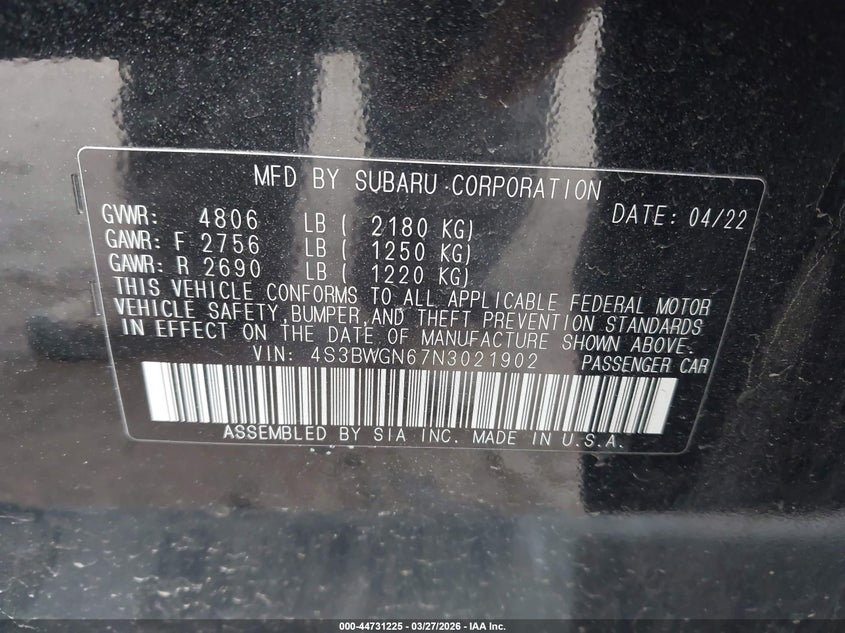 MFD BY SUBARU CORPORATION
DATE: 04/22
GVWR: 4806 LB ( 2180 KG)
GAWR: F 2756 LB ( 1250 KG)
GAWR: R 2690 LB ( 1220 KG)
THIS VEHICLE CONFORMS TO ALL APPLICABLE FEDERAL MOTOR
VEHICLE SAFETY, BUMPER, AND THEFT PREVENTION STANDARDS
IN EFFECT ON THE DATE OF MANUFACTURE SHOWN ABOVE.
VIN: 4S3BWGN67N3021902 PASSENGER CAR
ASSEMBLED BY SIA INC. MADE IN U.S.A.
000-44731225 - 03/27/2026 - IAA Inc.